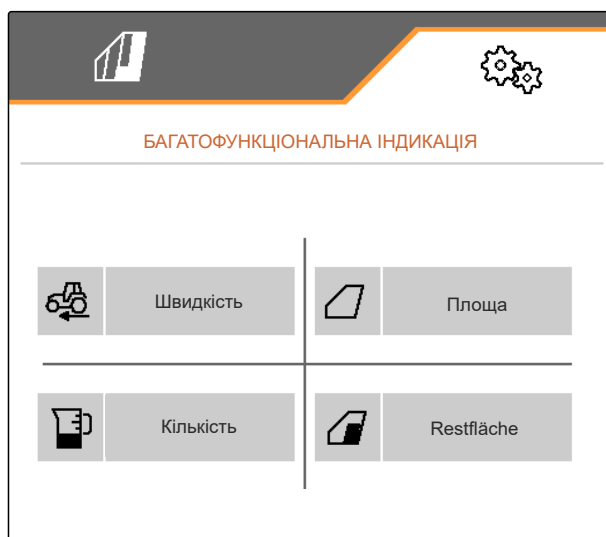 БАГАТОФУНКЦІОНАЛЬНА ІНДИКАЦІЯ
Швидкість
Площа
Кількість
Restfläche